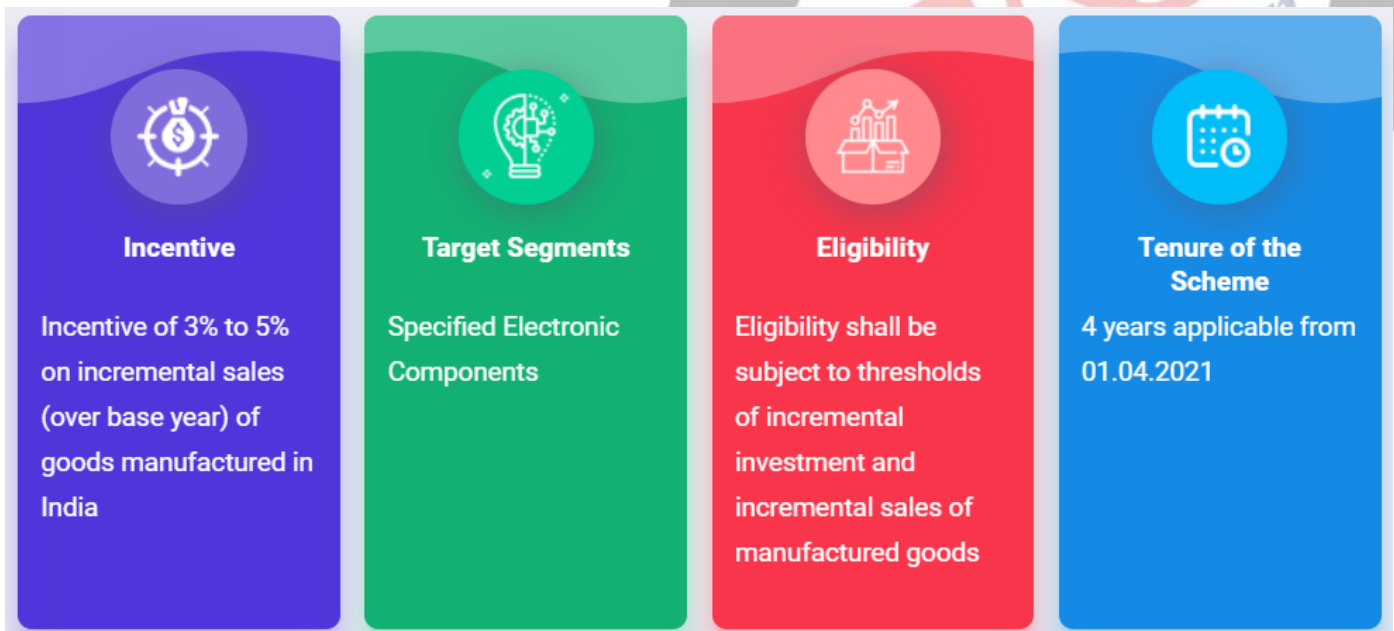 Incentive
Incentive of 3% to 5%
on incremental sales
(over base year) of
goods manufactured in
India
Target Segments
Specified Electronic
Components
Eligibility
Eligibility shall be
subject to thresholds
of incremental
investment and
incremental sales of
manufactured goods
Tenure of the
Scheme
4 years applicable from
01.04.2021